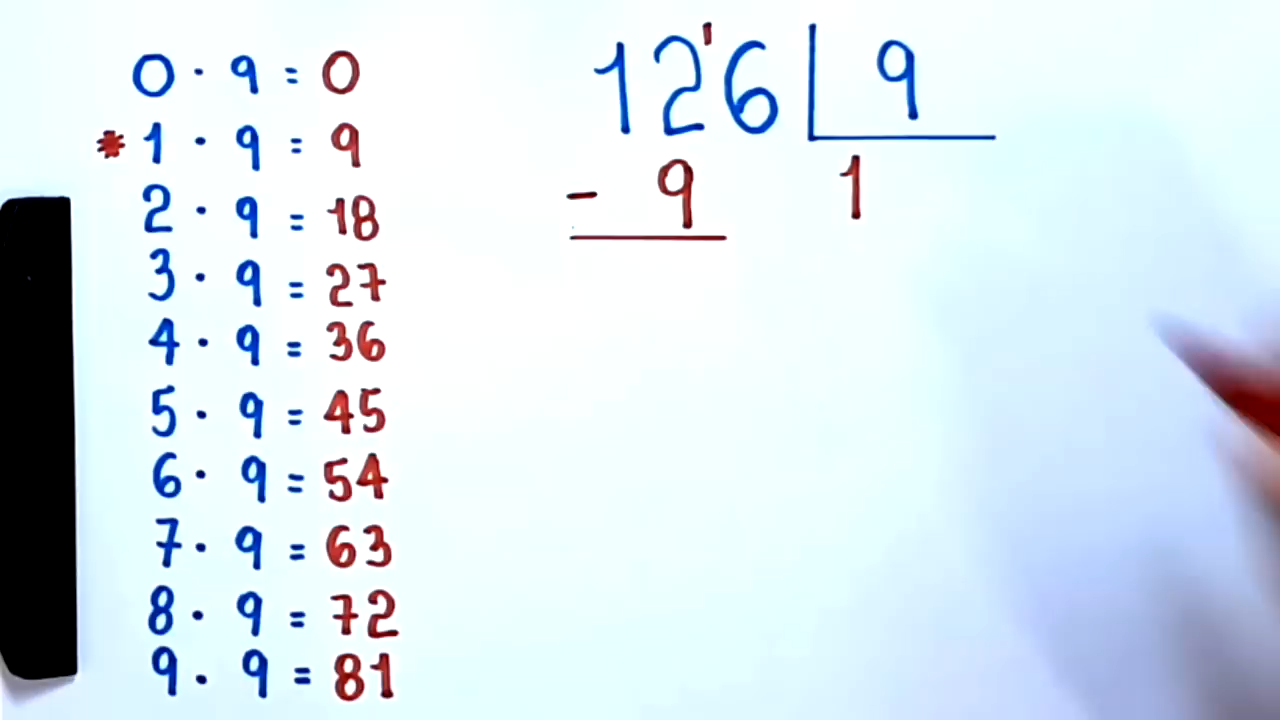 0 · 9 = 0
* 1 · 9 = 9
2 · 9 = 18
3 · 9 = 27
4 · 9 = 36
5 · 9 = 45
6 · 9 = 54
7 · 9 = 63
8 · 9 = 72
9 · 9 = 81
12'6 | 9
- 9 1